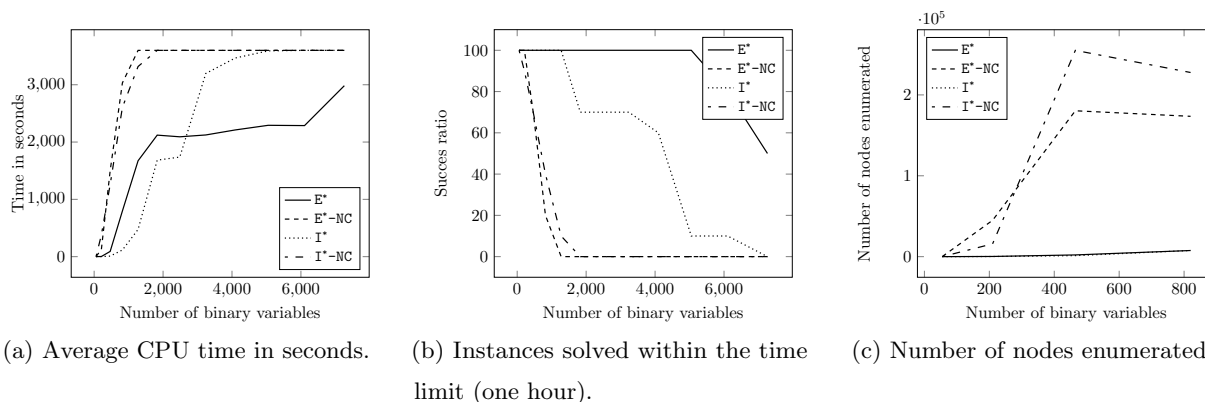 Time in seconds
3,000
2,000
1,000
0
0
2,000
4,000
6,000
Number of binary variables
E*
E*-NC
I*
I*-NC
(a) Average CPU time in seconds.
Succes ratio
100
80
60
40
20
0
0
2,000
4,000
6,000
Number of binary variables
E*
E*-NC
I*
I*-NC
(b) Instances solved within the time
limit (one hour).
·10⁵
Number of nodes enumerated
2
1
0
0
200
400
600
800
Number of binary variables
E*
E*-NC
I*
I*-NC
(c) Number of nodes enumerated